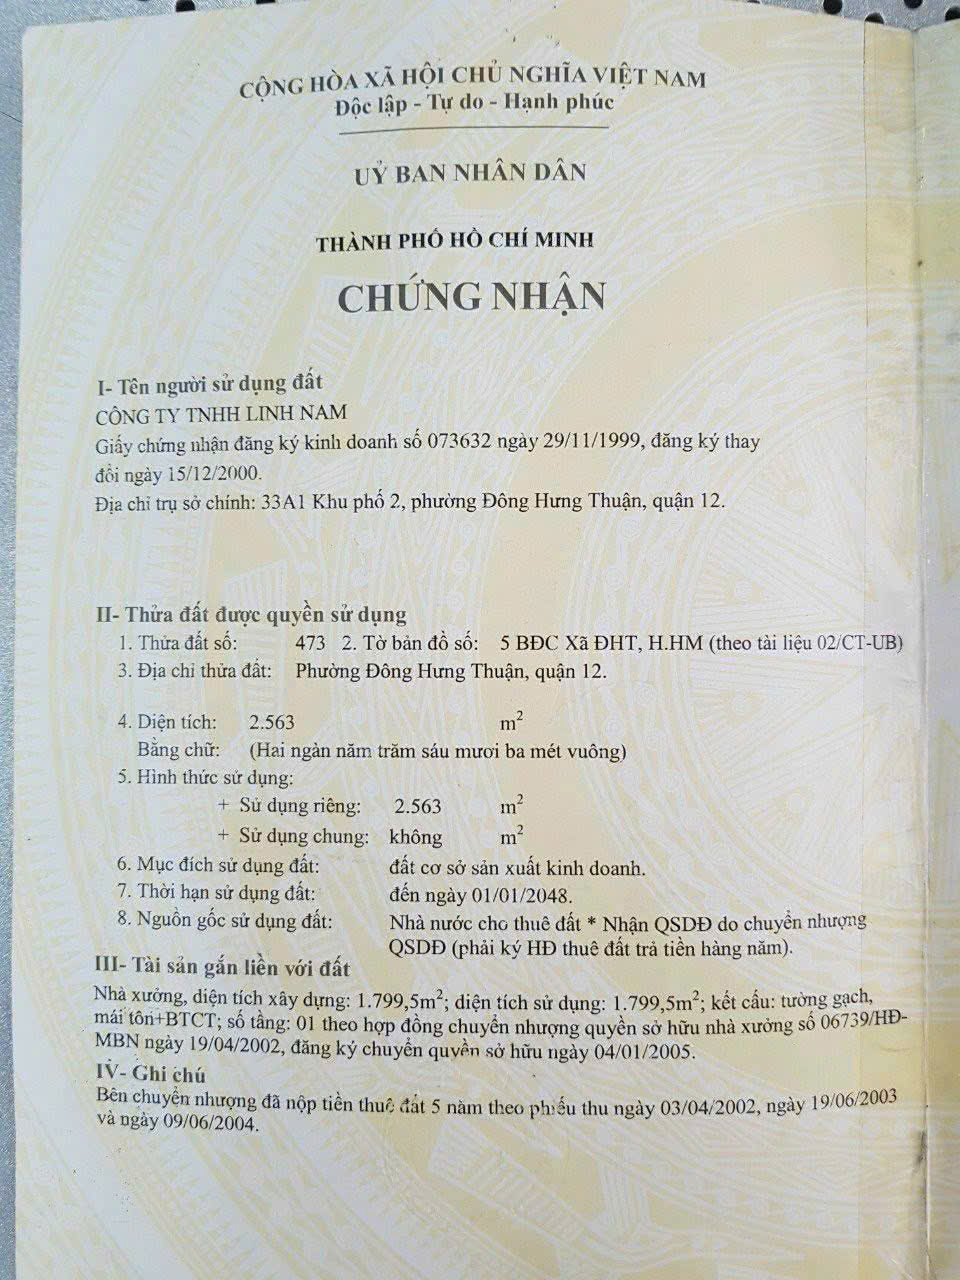 CỘNG HÒA XÃ HỘI CHỦ NGHĨA VIỆT NAM
Độc lập - Tự do - Hạnh phúc
UỶ BAN NHÂN DÂN
THÀNH PHỐ HỒ CHÍ MINH
CHỨNG NHẬN
I- Tên người sử dụng đất
CÔNG TY TNHH LINH NAM
Giấy chứng nhận đăng ký kinh doanh số 073632 ngày 29/11/1999, đăng ký thay
đổi ngày 15/12/2000.
Địa chỉ trụ sở chính: 33A1 Khu phố 2, phường Đông Hưng Thuận, quận 12.
II- Thửa đất được quyền sử dụng
1. Thửa đất số: 473 2. Tờ bản đồ số: 5 BĐC Xã ĐHT, H.HM (theo tài liệu 02/CT-UB)
3. Địa chỉ thửa đất: Phường Đông Hưng Thuận, quận 12.
4. Diện tích: 2.563 m²
Bằng chữ: (Hai ngàn năm trăm sáu mươi ba mét vuông)
5. Hình thức sử dụng:
+ Sử dụng riêng: 2.563 m²
+ Sử dụng chung: không m²
6. Mục đích sử dụng đất: đất cơ sở sản xuất kinh doanh.
7. Thời hạn sử dụng đất: đến ngày 01/01/2048.
8. Nguồn gốc sử dụng đất: Nhà nước cho thuê đất * Nhận QSDĐ do chuyển nhượng
QSDĐ (phải ký HĐ thuê đất trả tiền hàng năm).
III- Tài sản gắn liền với đất
Nhà xưởng, diện tích xây dựng: 1.799,5m²; diện tích sử dụng: 1.799,5m²; kết cấu: tường gạch,
mái tôn+BTCT; số tầng: 01 theo hợp đồng chuyển nhượng quyền sở hữu nhà xưởng số 06739/HĐ-
MBN ngày 19/04/2002, đăng ký chuyển quyền sở hữu ngày 04/01/2005.
IV- Ghi chú
Bên chuyển nhượng đã nộp tiền thuê đất 5 năm theo phiếu thu ngày 03/04/2002, ngày 19/06/2003
và ngày 09/06/2004.